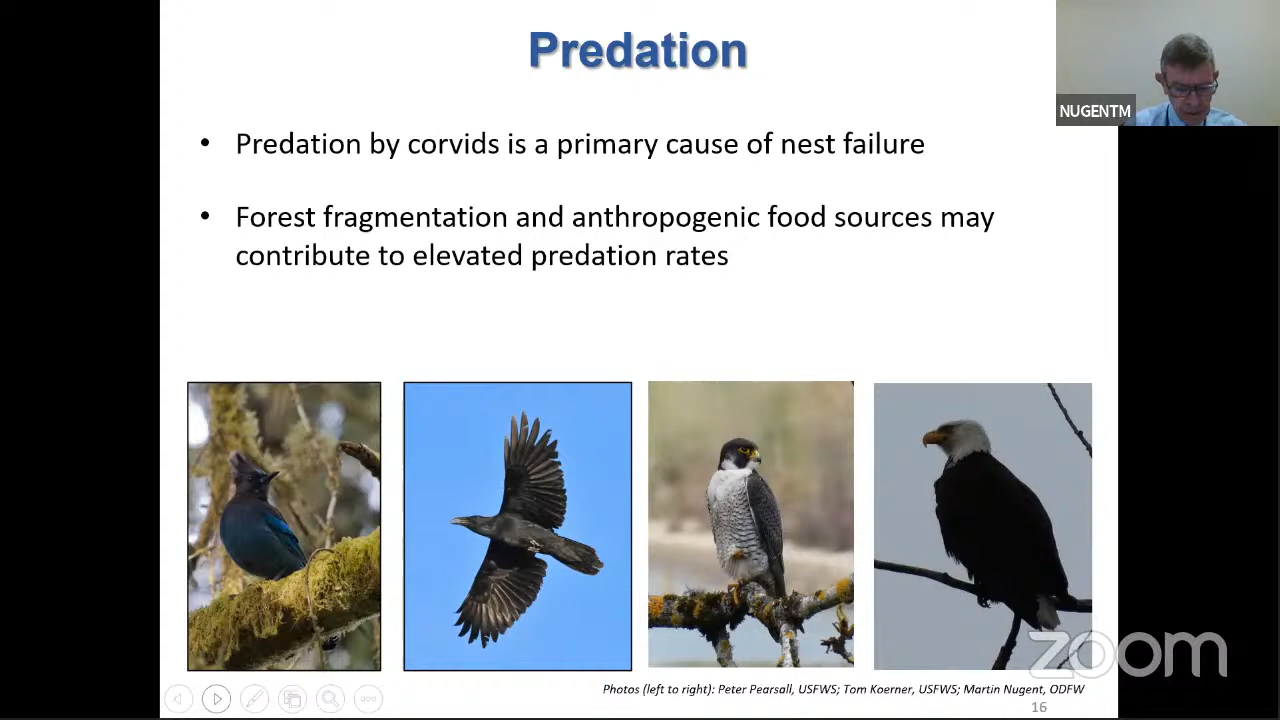 Predation
NUGENTM
• Predation by corvids is a primary cause of nest failure
• Forest fragmentation and anthropogenic food sources may
contribute to elevated predation rates
zoom
Photos (left to right): Peter Pearsall, USFWS; Tom Koerner, USFWS; Martin Nugent, ODFW
16